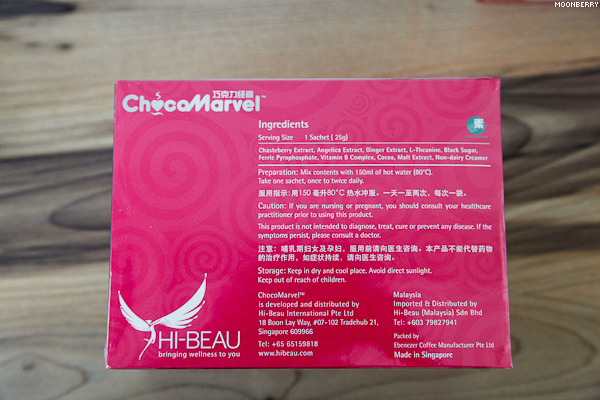 MOONBERRY
巧克力经喜
ChocoMarvel™
Ingredients
Serving Size 1 Sachet ( 25g)
素
Chasteberry Extract, Angelica Extract, Ginger Extract, L-Theanine, Black Sugar,
Ferric Pyrophosphate, Vitamin B Complex, Cocoa, Malt Extract, Non-dairy Creamer
Preparation: Mix contents with 150ml of hot water (80°C).
Take one sachet, once to twice daily.
服用指示: 用150 毫升80°C 热水冲服。一天一至两次，每次一袋。
Caution: If you are nursing or pregnant, you should consult your healthcare
practitioner prior to using this product.
This product is not intended to diagnose, treat, cure or prevent any disease. If the
symptoms persist, please consult a doctor.
注意：哺乳期妇女及孕妇，服用前请向医生咨询。本产品不能代替药物
的治疗作用，如症状持续，请向医生咨询。
Storage: Keep in dry and cool place. Avoid direct sunlight.
Keep out of reach of children.
ChocoMarvel™
is developed and distributed by
Hi-Beau International Pte Ltd
18 Boon Lay Way, #07-102 Tradehub 21,
Singapore 609966
Tel: +65 65159818
www.hibeau.com
Malaysia
Imported & Distributed by
Hi-Beau (Malaysia) Sdn Bhd
Tel: +603 79827941
Packed by
Ebenezer Coffee Manufacturer Pte Ltd
Made in Singapore
HI-BEAU
bringing wellness to you